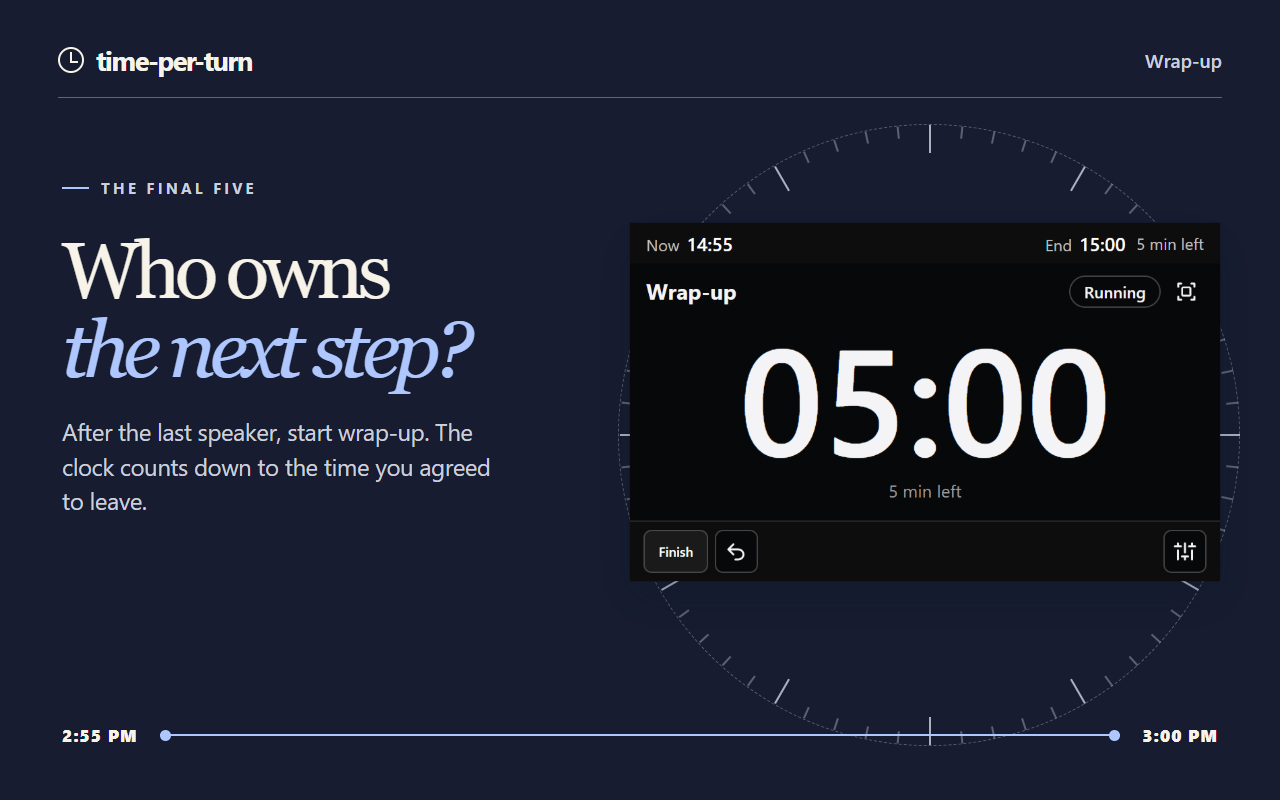 time-per-turn
Wrap-up
THE FINAL FIVE
Who owns
the next step?
After the last speaker, start wrap-up. The
clock counts down to the time you agreed
to leave.
Now 14:55
End 15:00 5 min left
Wrap-up
Running
05:00
5 min left
Finish
2:55 PM
3:00 PM